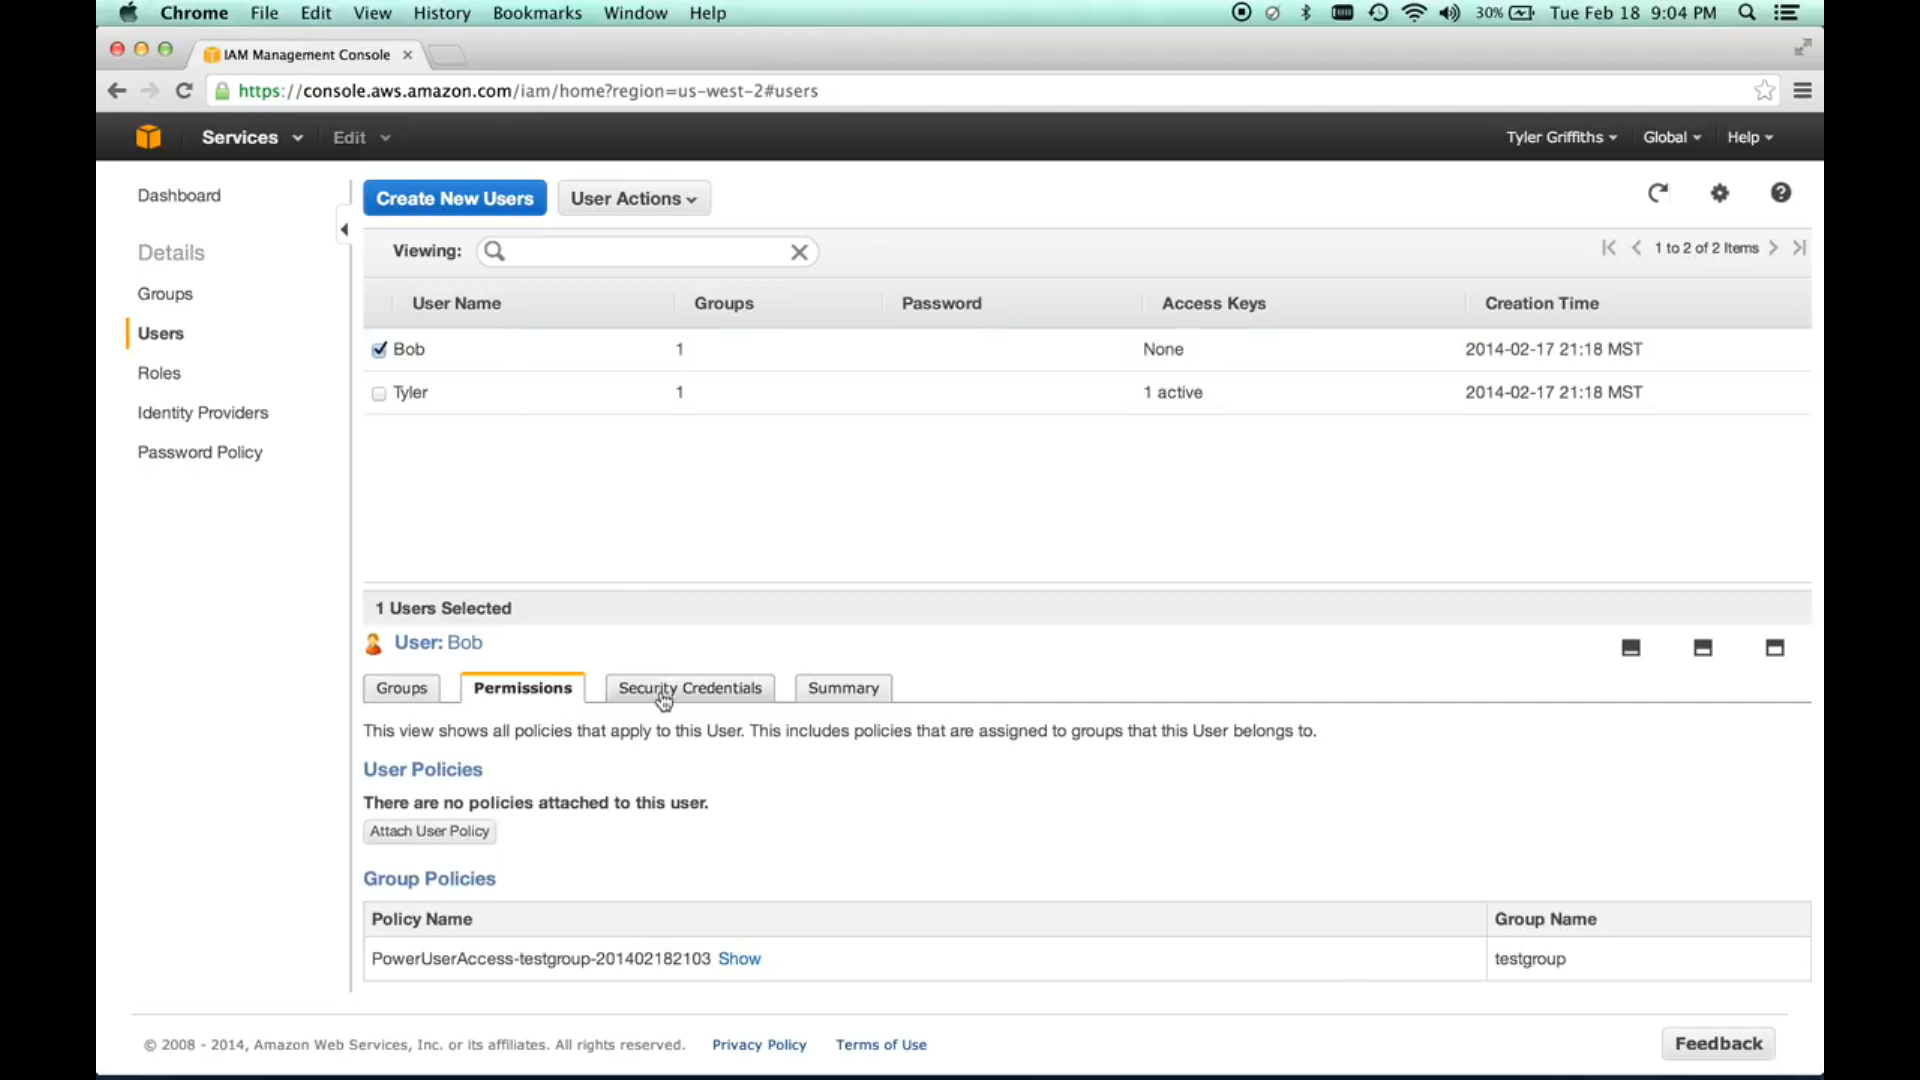 Chrome File Edit View History Bookmarks Window Help 30% Tue Feb 18 9:04 PM
IAM Management Console
https://console.aws.amazon.com/iam/home?region=us-west-2#users
Services Edit Tyler Griffiths Global Help
Dashboard
Details
Groups
Users
Roles
Identity Providers
Password Policy
Create New Users User Actions
Viewing: 1 to 2 of 2 Items
User Name Groups Password Access Keys Creation Time
Bob 1 None 2014-02-17 21:18 MST
Tyler 1 1 active 2014-02-17 21:18 MST
1 Users Selected
User: Bob
Groups Permissions Security Credentials Summary
This view shows all policies that apply to this User. This includes policies that are assigned to groups that this User belongs to.
User Policies
There are no policies attached to this user.
Attach User Policy
Group Policies
Policy Name Group Name
PowerUserAccess-testgroup-201402182103 Show testgroup
© 2008 - 2014, Amazon Web Services, Inc. or its affiliates. All rights reserved. Privacy Policy Terms of Use Feedback